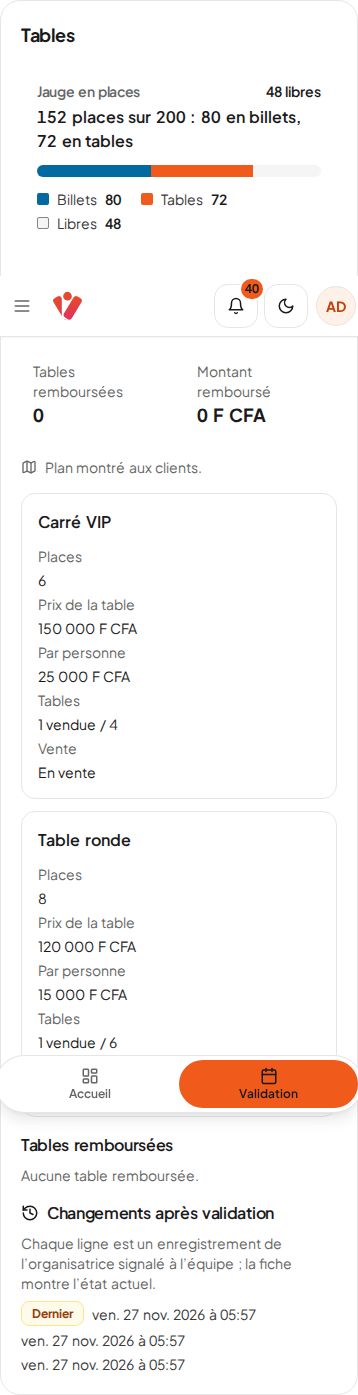 Tables
Jauge en places
48 libres
152 places sur 200 : 80 en billets,
72 en tables
Billets 80 Tables 72
Libres 48
40
AD
Tables
remboursées
0
Montant
remboursé
0 F CFA
Plan montré aux clients.
Carré VIP
Places
6
Prix de la table
150 000 F CFA
Par personne
25 000 F CFA
Tables
1 vendue / 4
Vente
En vente
Table ronde
Places
8
Prix de la table
120 000 F CFA
Par personne
15 000 F CFA
Tables
1 vendue / 6
Accueil
Validation
Tables remboursées
Aucune table remboursée.
Changements après validation
Chaque ligne est un enregistrement de
l'organisatrice signalé à l'équipe ; la fiche
montre l'état actuel.
Dernier ven. 27 nov. 2026 à 05:57
ven. 27 nov. 2026 à 05:57
ven. 27 nov. 2026 à 05:57